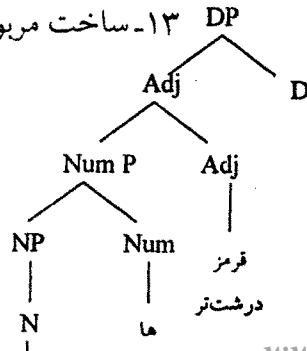 ۱۳ـ ساخت مربو
DP
Adj D
Num P Adj
NP Num قرمز
درشت‌تر
N ها